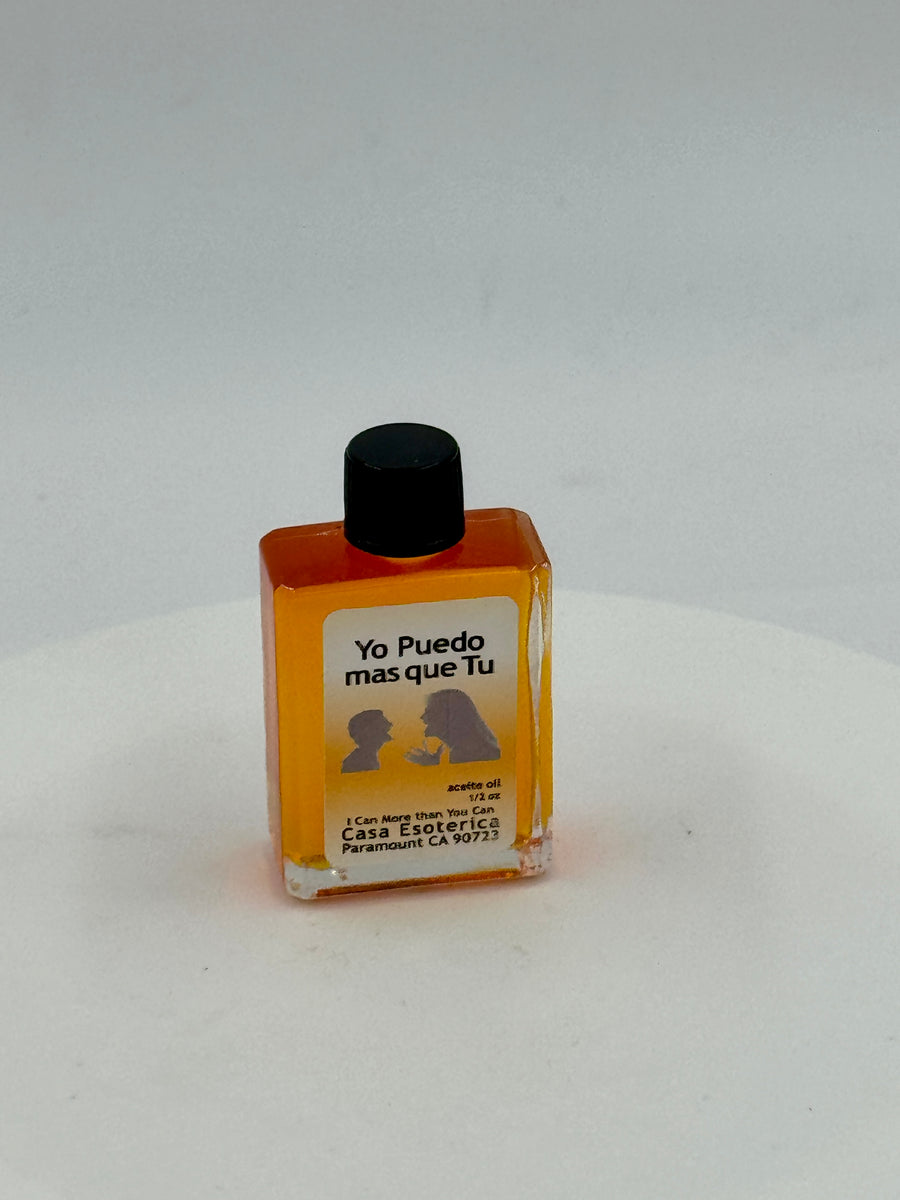 Yo Puedo
mas que Tu
aceite oil
1/2 oz
I Can More than You Can
Casa Esoterica
Paramount CA 90723